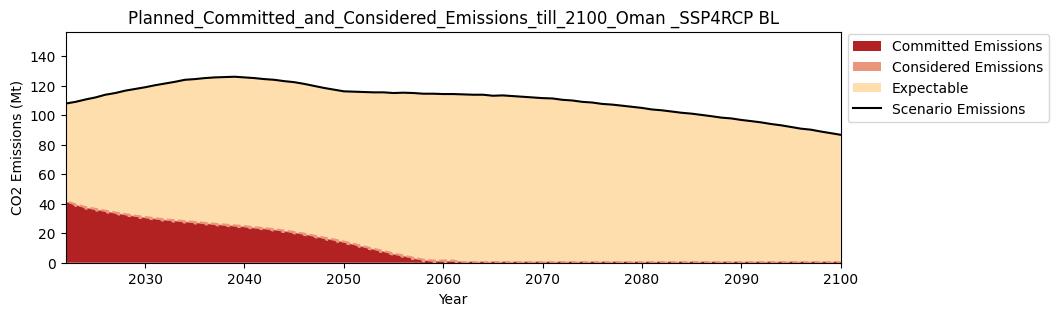 Planned_Committed_and_Considered_Emissions_till_2100_Oman _SSP4RCP BL
CO2 Emissions (Mt)
140
120
100
80
60
40
20
0
2030 2040 2050 2060 2070 2080 2090 2100
Year
Committed Emissions
Considered Emissions
Expectable
Scenario Emissions